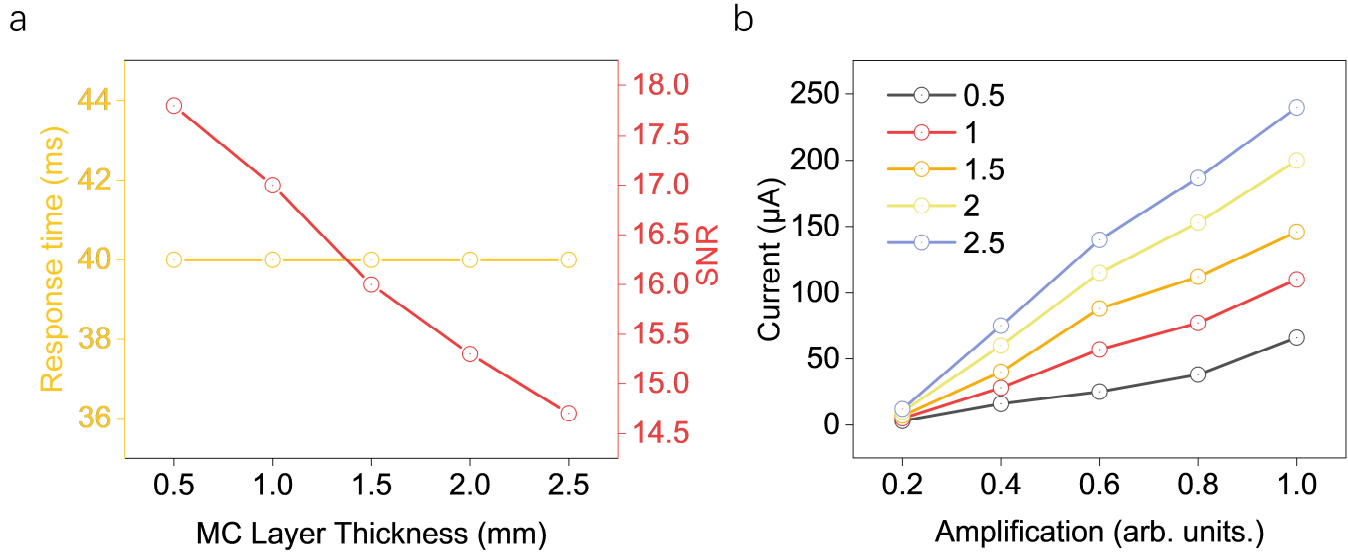 a
44
42
40
38
36
Response time (ms)
18.0
17.5
17.0
16.5
16.0
15.5
15.0
14.5
SNR
0.5 1.0 1.5 2.0 2.5
MC Layer Thickness (mm)
b
250
200
150
100
50
0
Current (μA)
0.5
1
1.5
2
2.5
0.2 0.4 0.6 0.8 1.0
Amplification (arb. units.)